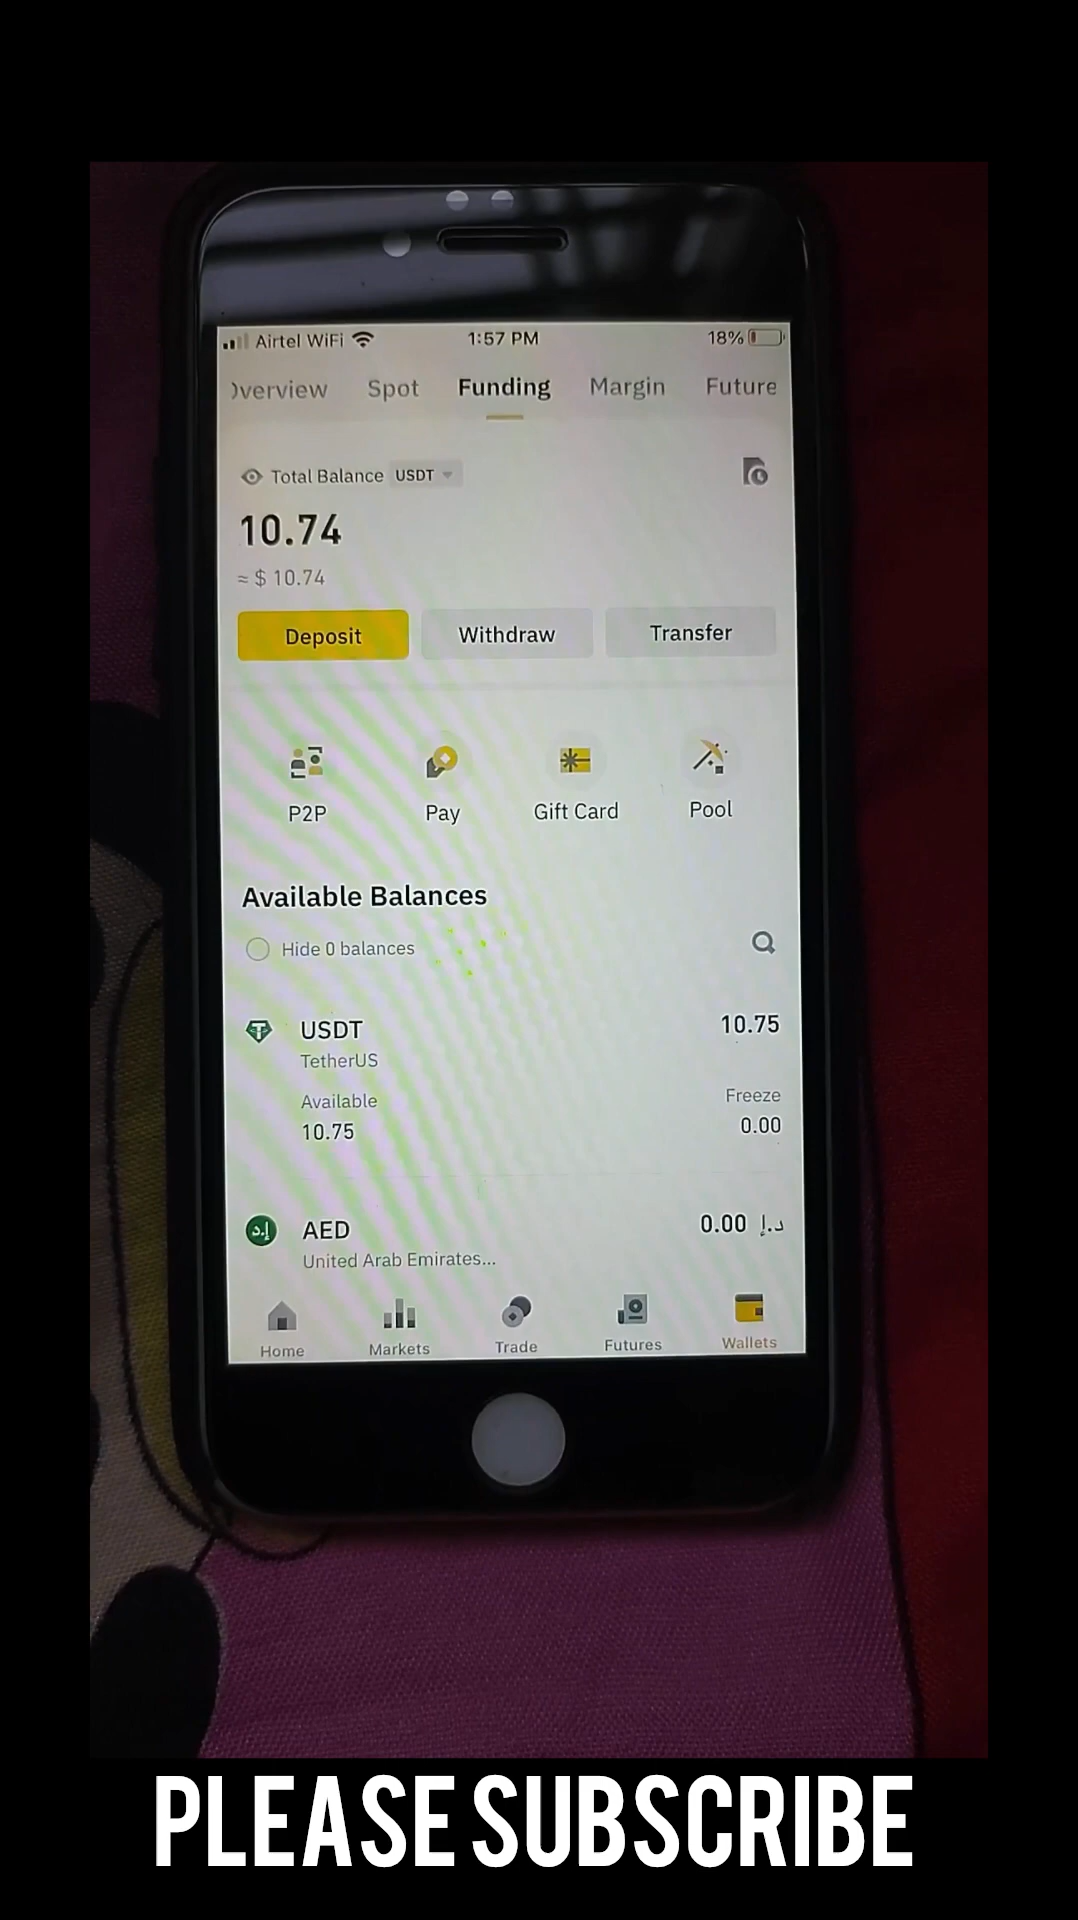 Airtel WiFi 1:57 PM 18%
Overview Spot Funding Margin Future
Total Balance USDT
10.74
≈ $ 10.74
Deposit Withdraw Transfer
P2P Pay Gift Card Pool
Available Balances
Hide 0 balances
USDT 10.75
TetherUS
Available Freeze
10.75 0.00
AED 0.00 د.إ
United Arab Emirates...
Home Markets Trade Futures Wallets
PLEASE SUBSCRIBE